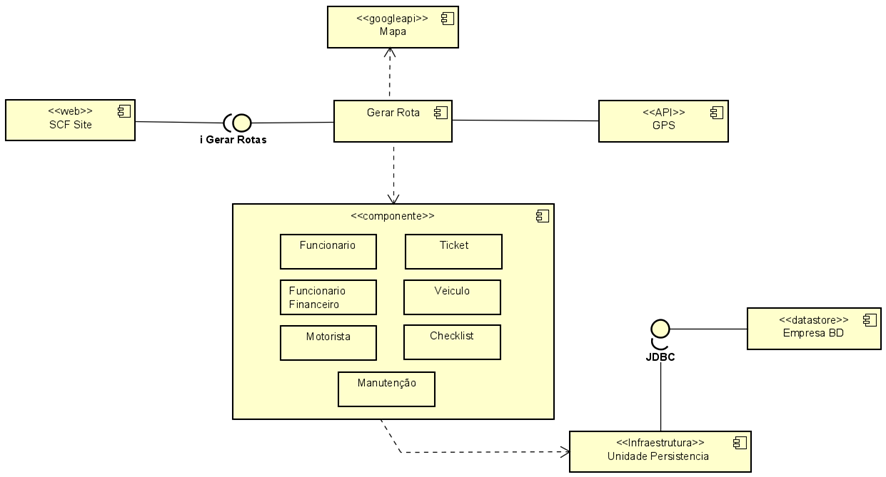 <<googleapi>>
Mapa
<<web>>
SCF Site
i Gerar Rotas
Gerar Rota
<<API>>
GPS
<<componente>>
Funcionario
Ticket
Funcionario
Financeiro
Veiculo
Motorista
Checklist
Manutenção
<<datastore>>
Empresa BD
JDBC
<<Infraestrutura>>
Unidade Persistencia